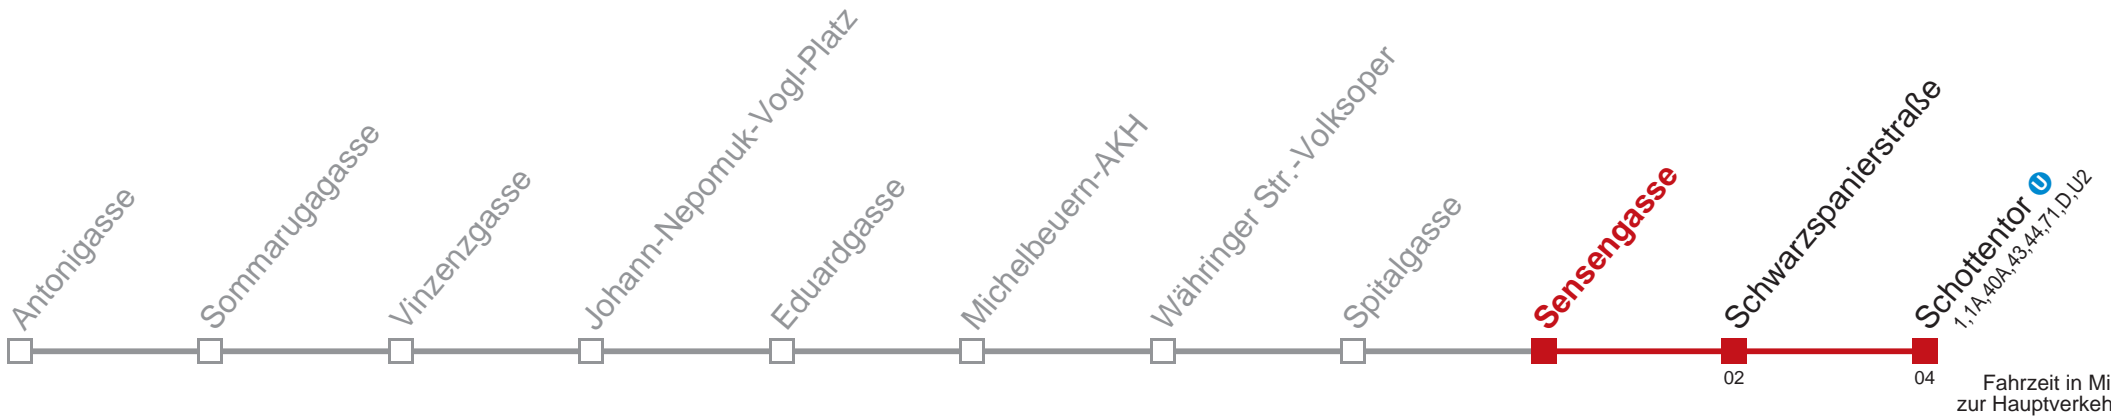 Antonigasse
Sommarugagasse
Vinzenzgasse
Johann-Nepomuk-Vogl-Platz
Eduardgasse
Michelbeuern-AKH
Währinger Str.-Volksoper
Spitalgasse
Sensengasse
Schwarzspanierstraße
Schottentor U
1,1A,40A,43,44,71,D,U2
02
04
Fahrzeit in Mi
zur Hauptverkeh